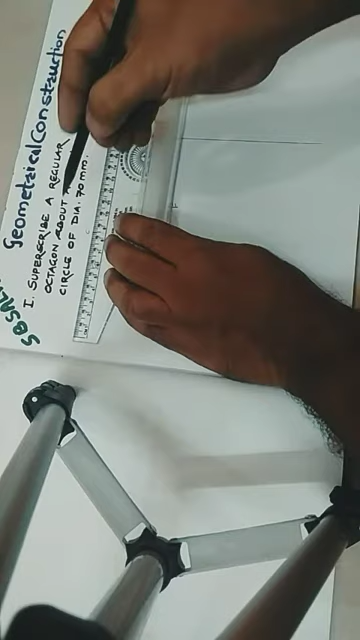 Geometrical Construction
I. SUPERSCRIBE A REGULAR
OCTAGON ABOUT
CIRCLE OF DIA. 70 MM.